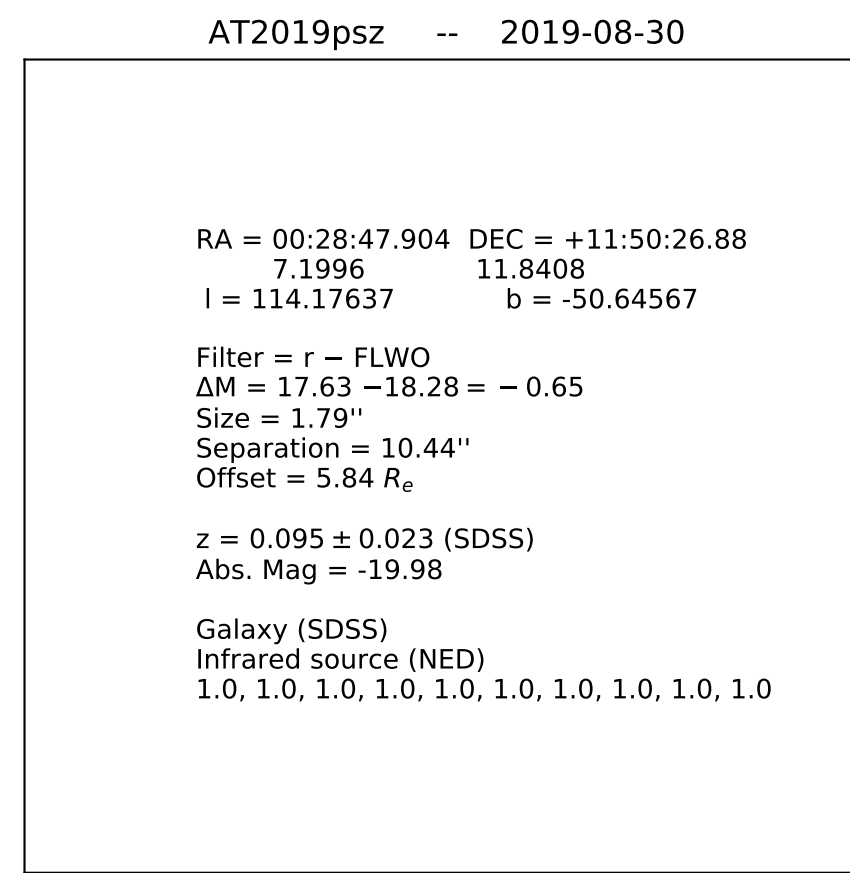 AT2019psz -- 2019-08-30
RA = 00:28:47.904 DEC = +11:50:26.88
7.1996 11.8408
l = 114.17637 b = -50.64567
Filter = r − FLWO
ΔM = 17.63 −18.28 = − 0.65
Size = 1.79''
Separation = 10.44''
Offset = 5.84 Re
z = 0.095 ± 0.023 (SDSS)
Abs. Mag = -19.98
Galaxy (SDSS)
Infrared source (NED)
1.0, 1.0, 1.0, 1.0, 1.0, 1.0, 1.0, 1.0, 1.0, 1.0